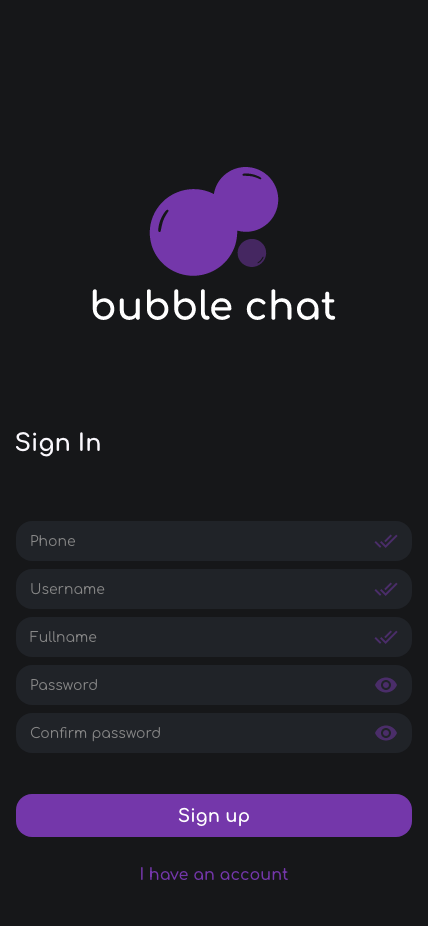 bubble chat
Sign In
Phone
Username
Fullname
Password
Confirm password
Sign up
I have an account